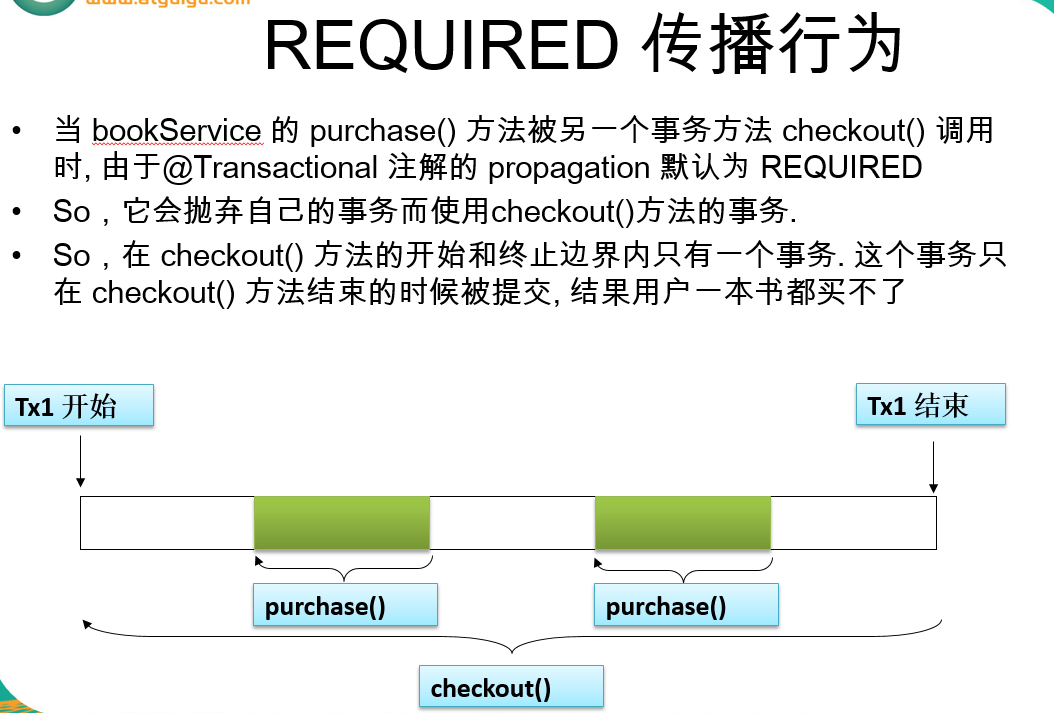 www.atguigu.com
REQUIRED 传播行为
• 当 bookService 的 purchase() 方法被另一个事务方法 checkout() 调用
时, 由于@Transactional 注解的 propagation 默认为 REQUIRED
• So，它会抛弃自己的事务而使用checkout()方法的事务.
• So，在 checkout() 方法的开始和终止边界内只有一个事务. 这个事务只
在 checkout() 方法结束的时候被提交, 结果用户一本书都买不了
Tx1 开始
Tx1 结束
purchase()
purchase()
checkout()